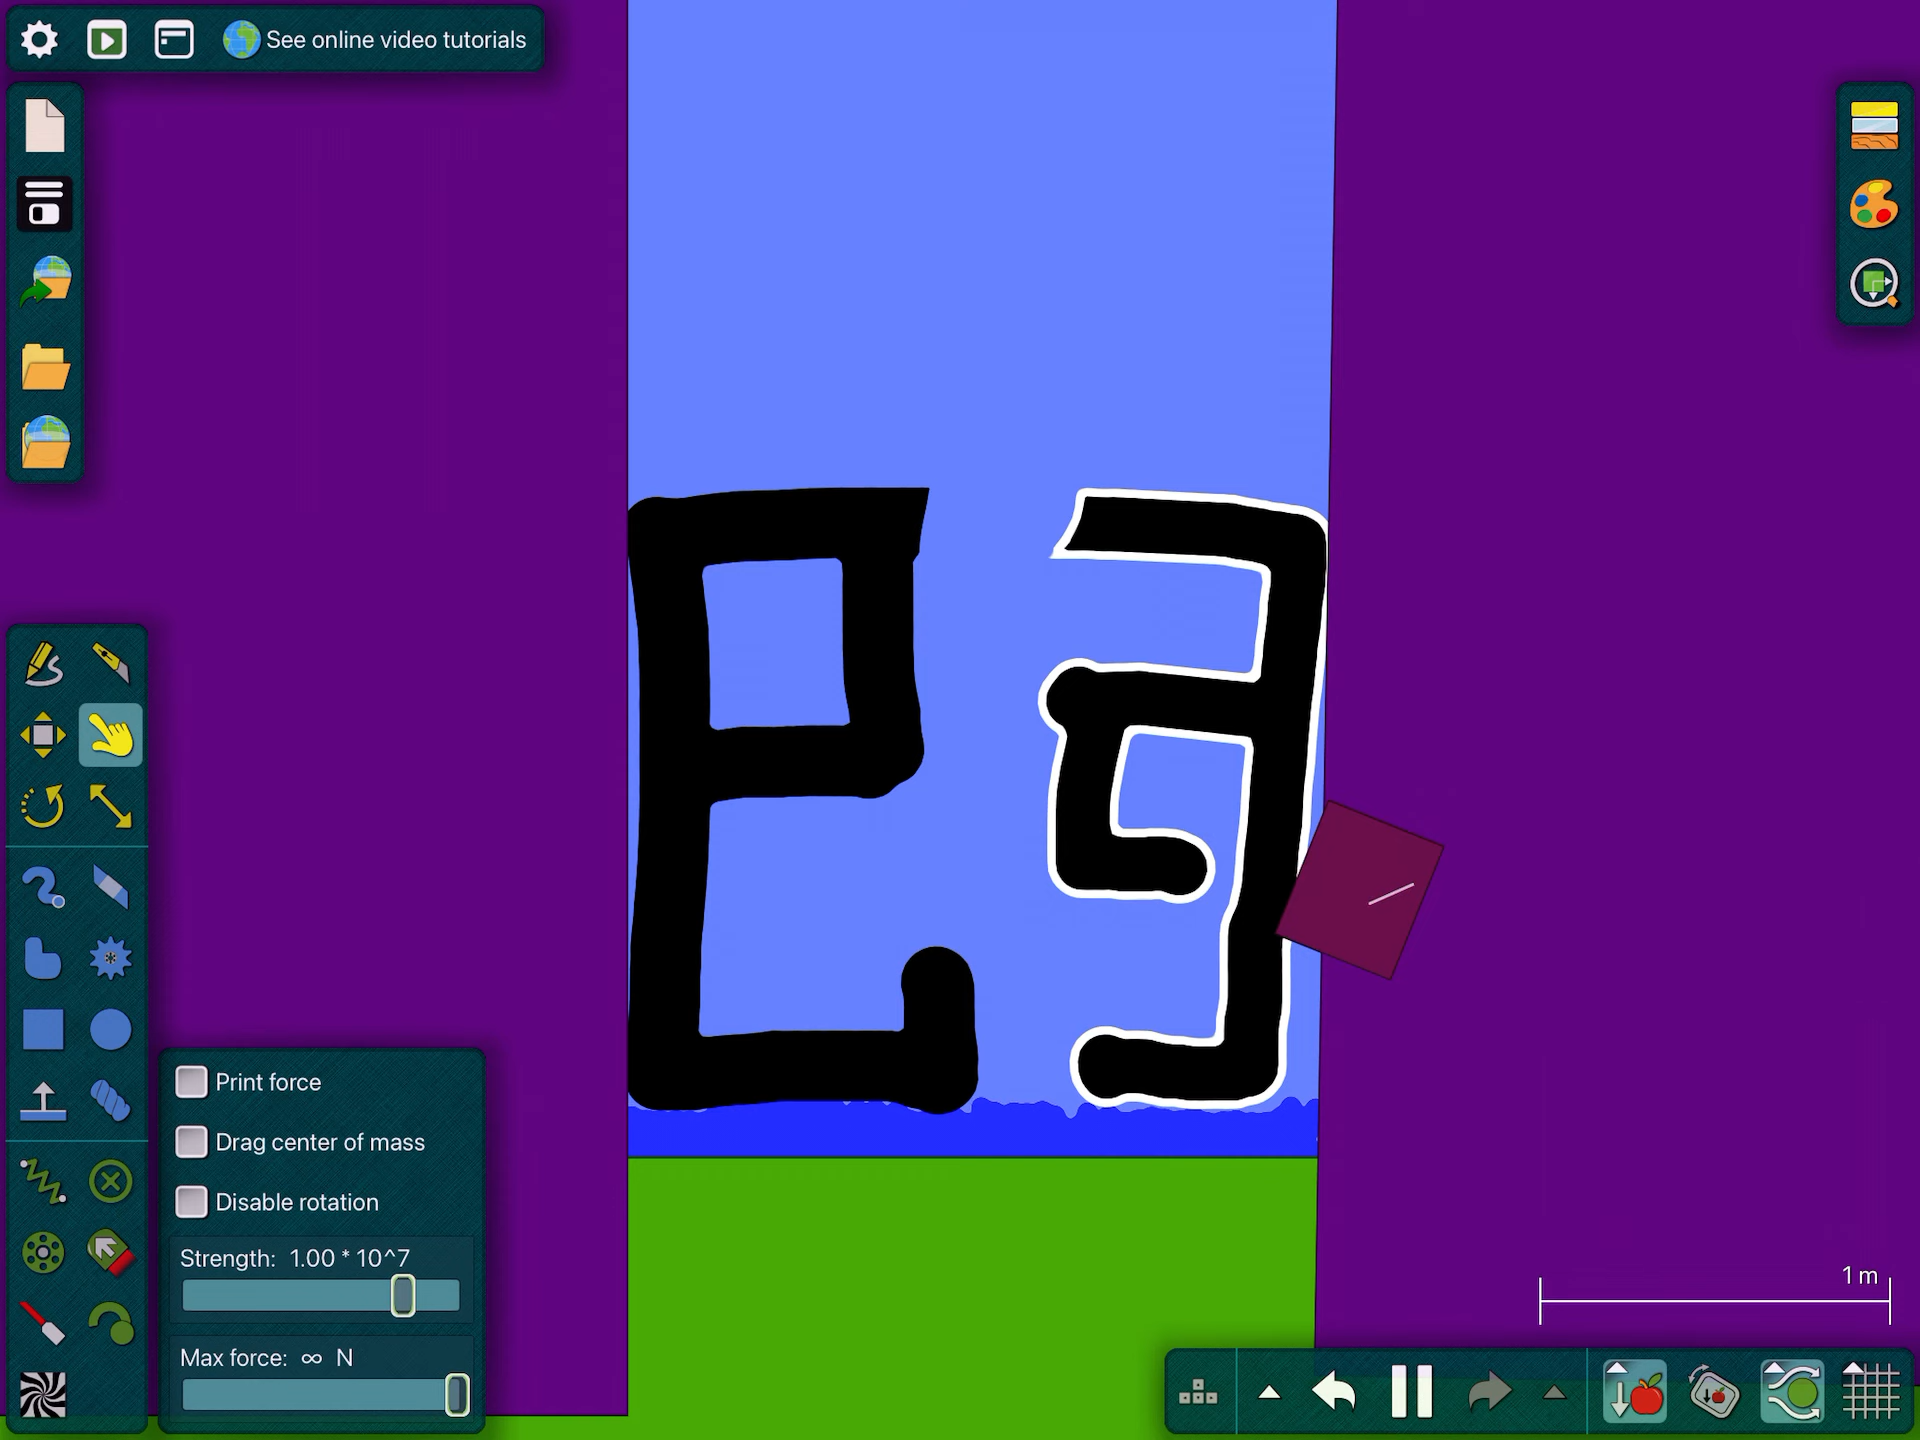 See online video tutorials
Print force
Drag center of mass
Disable rotation
Strength: 1.00 * 10^7
Max force: ∞ N
1 m